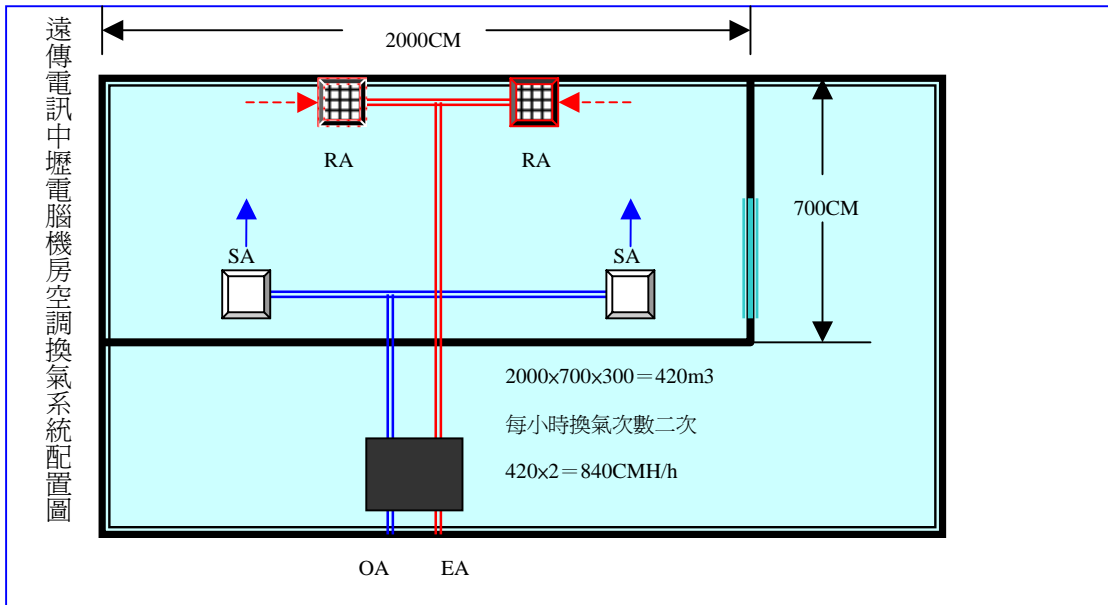 遠傳電訊中壢電腦機房空調換氣系統配置圖
2000CM
RA
RA
700CM
SA
SA
2000x700x300＝420m3
每小時換氣次數二次
420x2＝840CMH/h
OA
EA